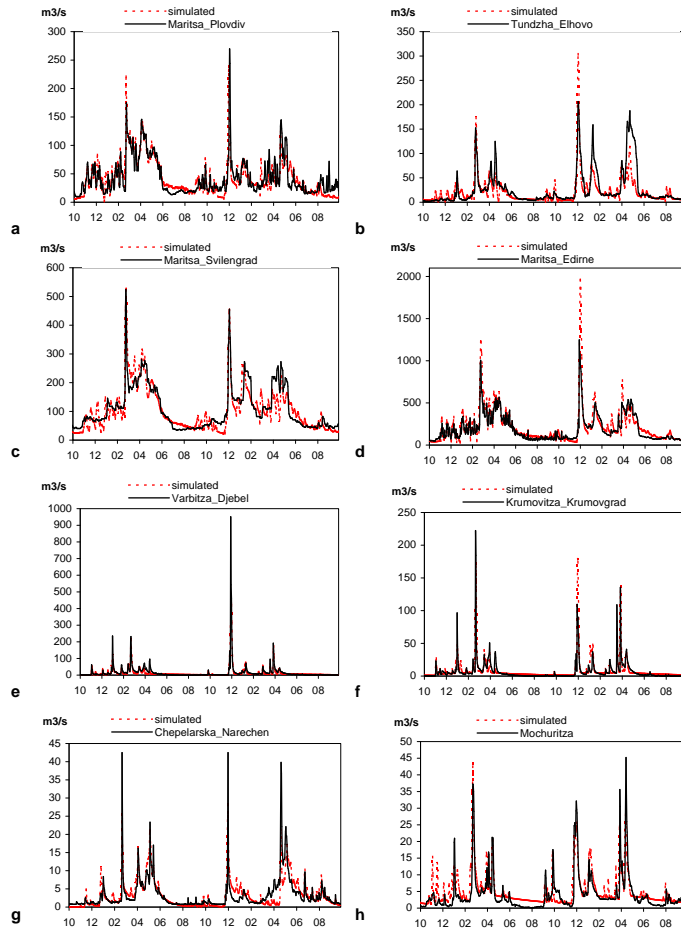 m3/s
simulated
Maritsa_Plovdiv
300
250
200
150
100
50
0
10 12 02 04 06 08 10 12 02 04 06 08
a
m3/s
simulated
Tundzha_Elhovo
350
300
250
200
150
100
50
0
10 12 02 04 06 08 10 12 02 04 06 08
b
m3/s
simulated
Maritsa_Svilengrad
600
500
400
300
200
100
0
10 12 02 04 06 08 10 12 02 04 06 08
c
m3/s
simulated
Maritsa_Edirne
2000
1500
1000
500
0
10 12 02 04 06 08 10 12 02 04 06 08
d
m3/s
simulated
Varbitza_Djebel
1000
900
800
700
600
500
400
300
200
100
0
10 12 02 04 06 08 10 12 02 04 06 08
e
m3/s
simulated
Krumovitza_Krumovgrad
250
200
150
100
50
0
10 12 02 04 06 08 10 12 02 04 06 08
f
m3/s
simulated
Chepelarska_Narechen
45
40
35
30
25
20
15
10
5
0
10 12 02 04 06 08 10 12 02 04 06 08
g
m3/s
simulated
Mochuritza
50
45
40
35
30
25
20
15
10
5
0
10 12 02 04 06 08 10 12 02 04 06 08
h